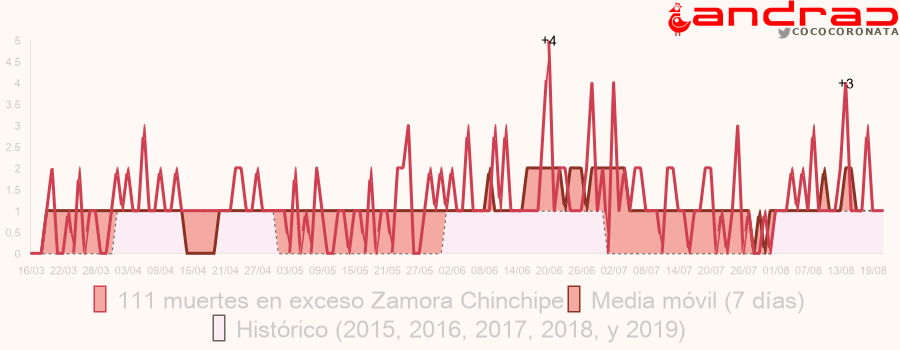 andrac
COCOCORONATA
+4
+3
5
4.5
4
3.5
3
2.5
2
1.5
1
0.5
0
16/03 22/03 28/03 03/04 09/04 15/04 21/04 27/04 03/05 09/05 15/05 21/05 27/05 02/06 08/06 14/06 20/06 26/06 02/07 08/07 14/07 20/07 26/07 01/08 07/08 13/08 19/08
111 muertes en exceso Zamora Chinchipe Media móvil (7 días)
Histórico (2015, 2016, 2017, 2018, y 2019)